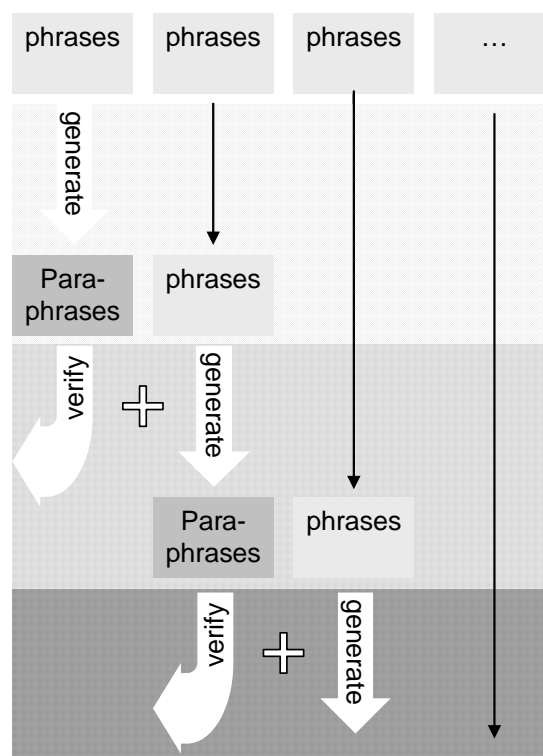 phrases phrases phrases …
generate
Para-
phrases
phrases
verify
generate
Para-
phrases
phrases
verify
generate